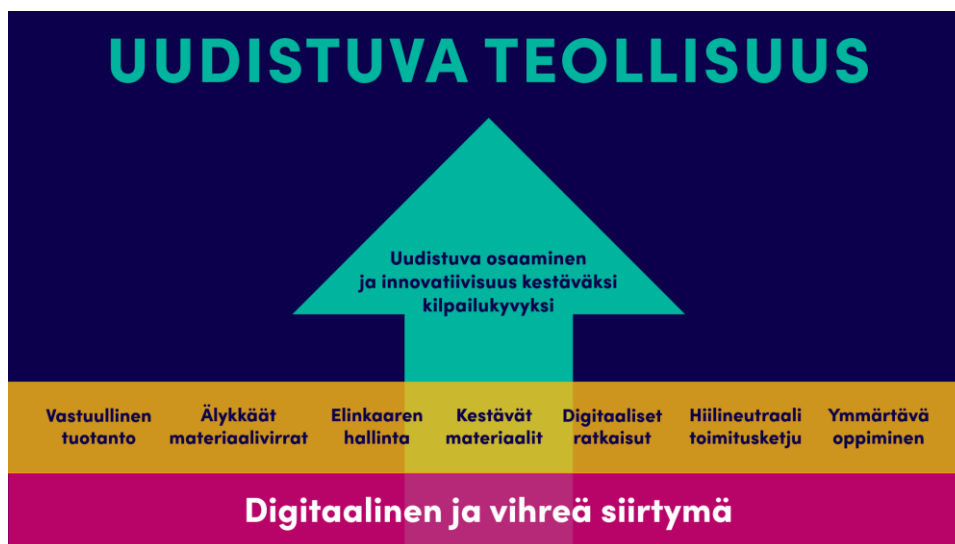 UUDISTUVA TEOLLISUUS
Uudistuva osaaminen
ja innovatiivisuus kestäväksi
kilpailukyvyksi
Vastuullinen
tuotanto
Älykkäät
materiaalivirrat
Elinkaaren
hallinta
Kestävät
materiaalit
Digitaaliset
ratkaisut
Hiilineutraali
toimitusketju
Ymmärtävä
oppiminen
Digitaalinen ja vihreä siirtymä